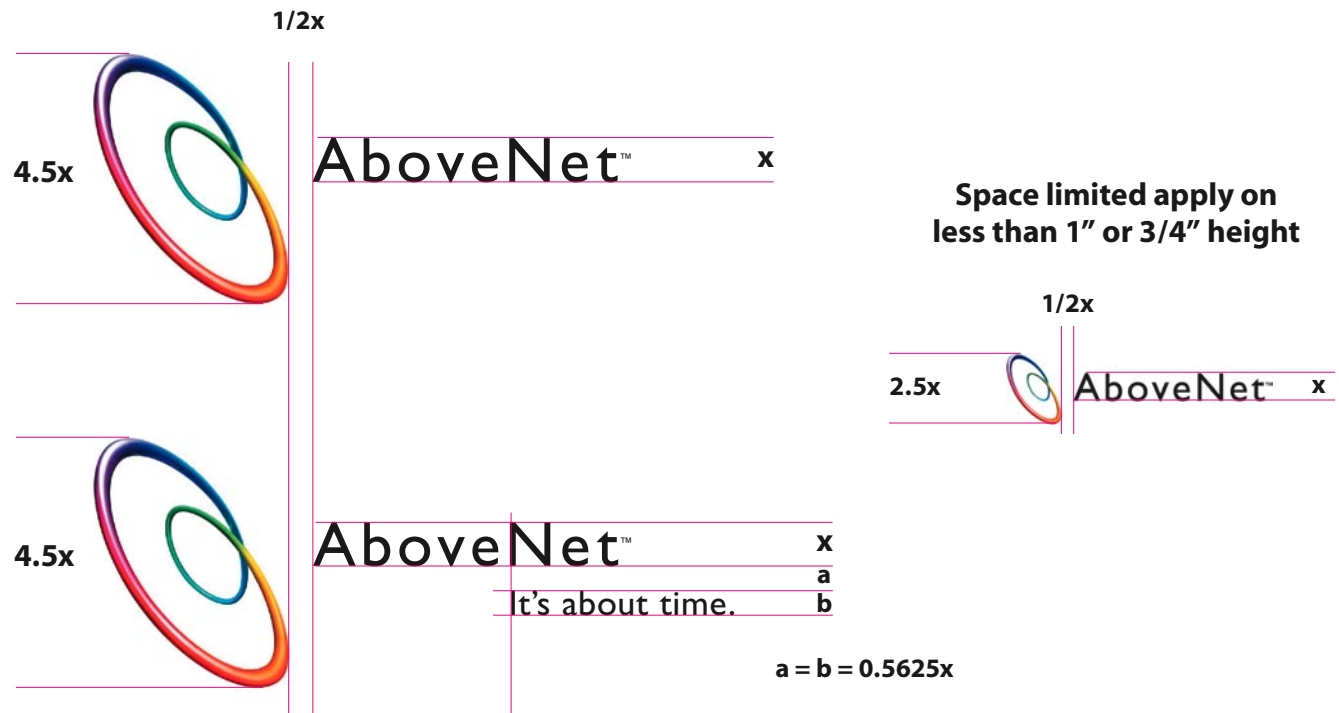 1/2x
4.5x
AboveNet™
x
Space limited apply on
less than 1” or 3/4” height
1/2x
2.5x
AboveNet™
x
4.5x
AboveNet™
x
a
It’s about time.
b
a = b = 0.5625x